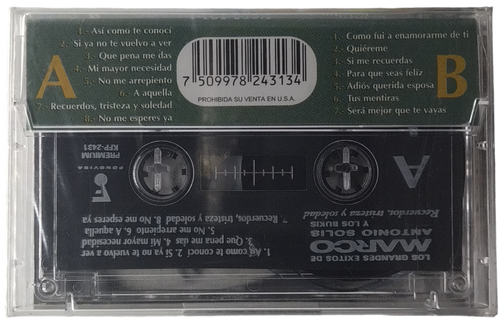 1.- Así como te conocí
2.- Si ya no te vuelvo a ver
3.- Que pena me das
4.- Mi mayor necesidad
5.- No me arrepiento
6.- A aquella
7.- Recuerdos, tristeza y soledad
8.- No me esperes ya
A
7 509978 243134
PROHIBIDA SU VENTA EN U.S.A.
1.- Como fui a enamorarme de ti
2.- Quiéreme
3.- Si me recuerdas
4.- Para que seas feliz
5.- Adiós querida esposa
6.- Tus mentiras
7.- Será mejor que te vayas
B
LOS GRANDES EXITOS DE
MARCO
ANTONIO SOLIS
Y LOS BUKIS
Recuerdos, tristeza y soledad
A
1. Así como te conocí 2. Si ya no te vuelvo a ver
3. Que pena me das 4. Mi mayor necesidad
5. No me arrepiento 6. A aquella
7. Recuerdos, tristeza y soledad 8. No me esperes ya
FONOVISA
PREMIUM
KFP-2431